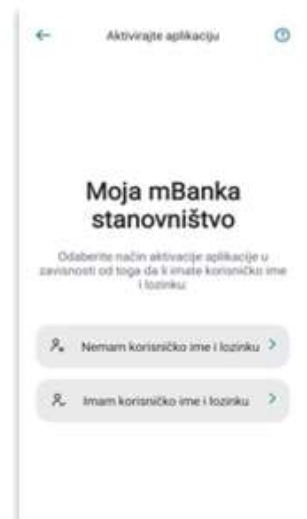 Aktivirajte aplikaciju
Moja mBanka
stanovništvo
Odaberite način aktivacije aplikacije u
zavisnosti od toga da li imate korisničko ime
i lozinku:
Nemam korisničko ime i lozinku
Imam korisničko ime i lozinku